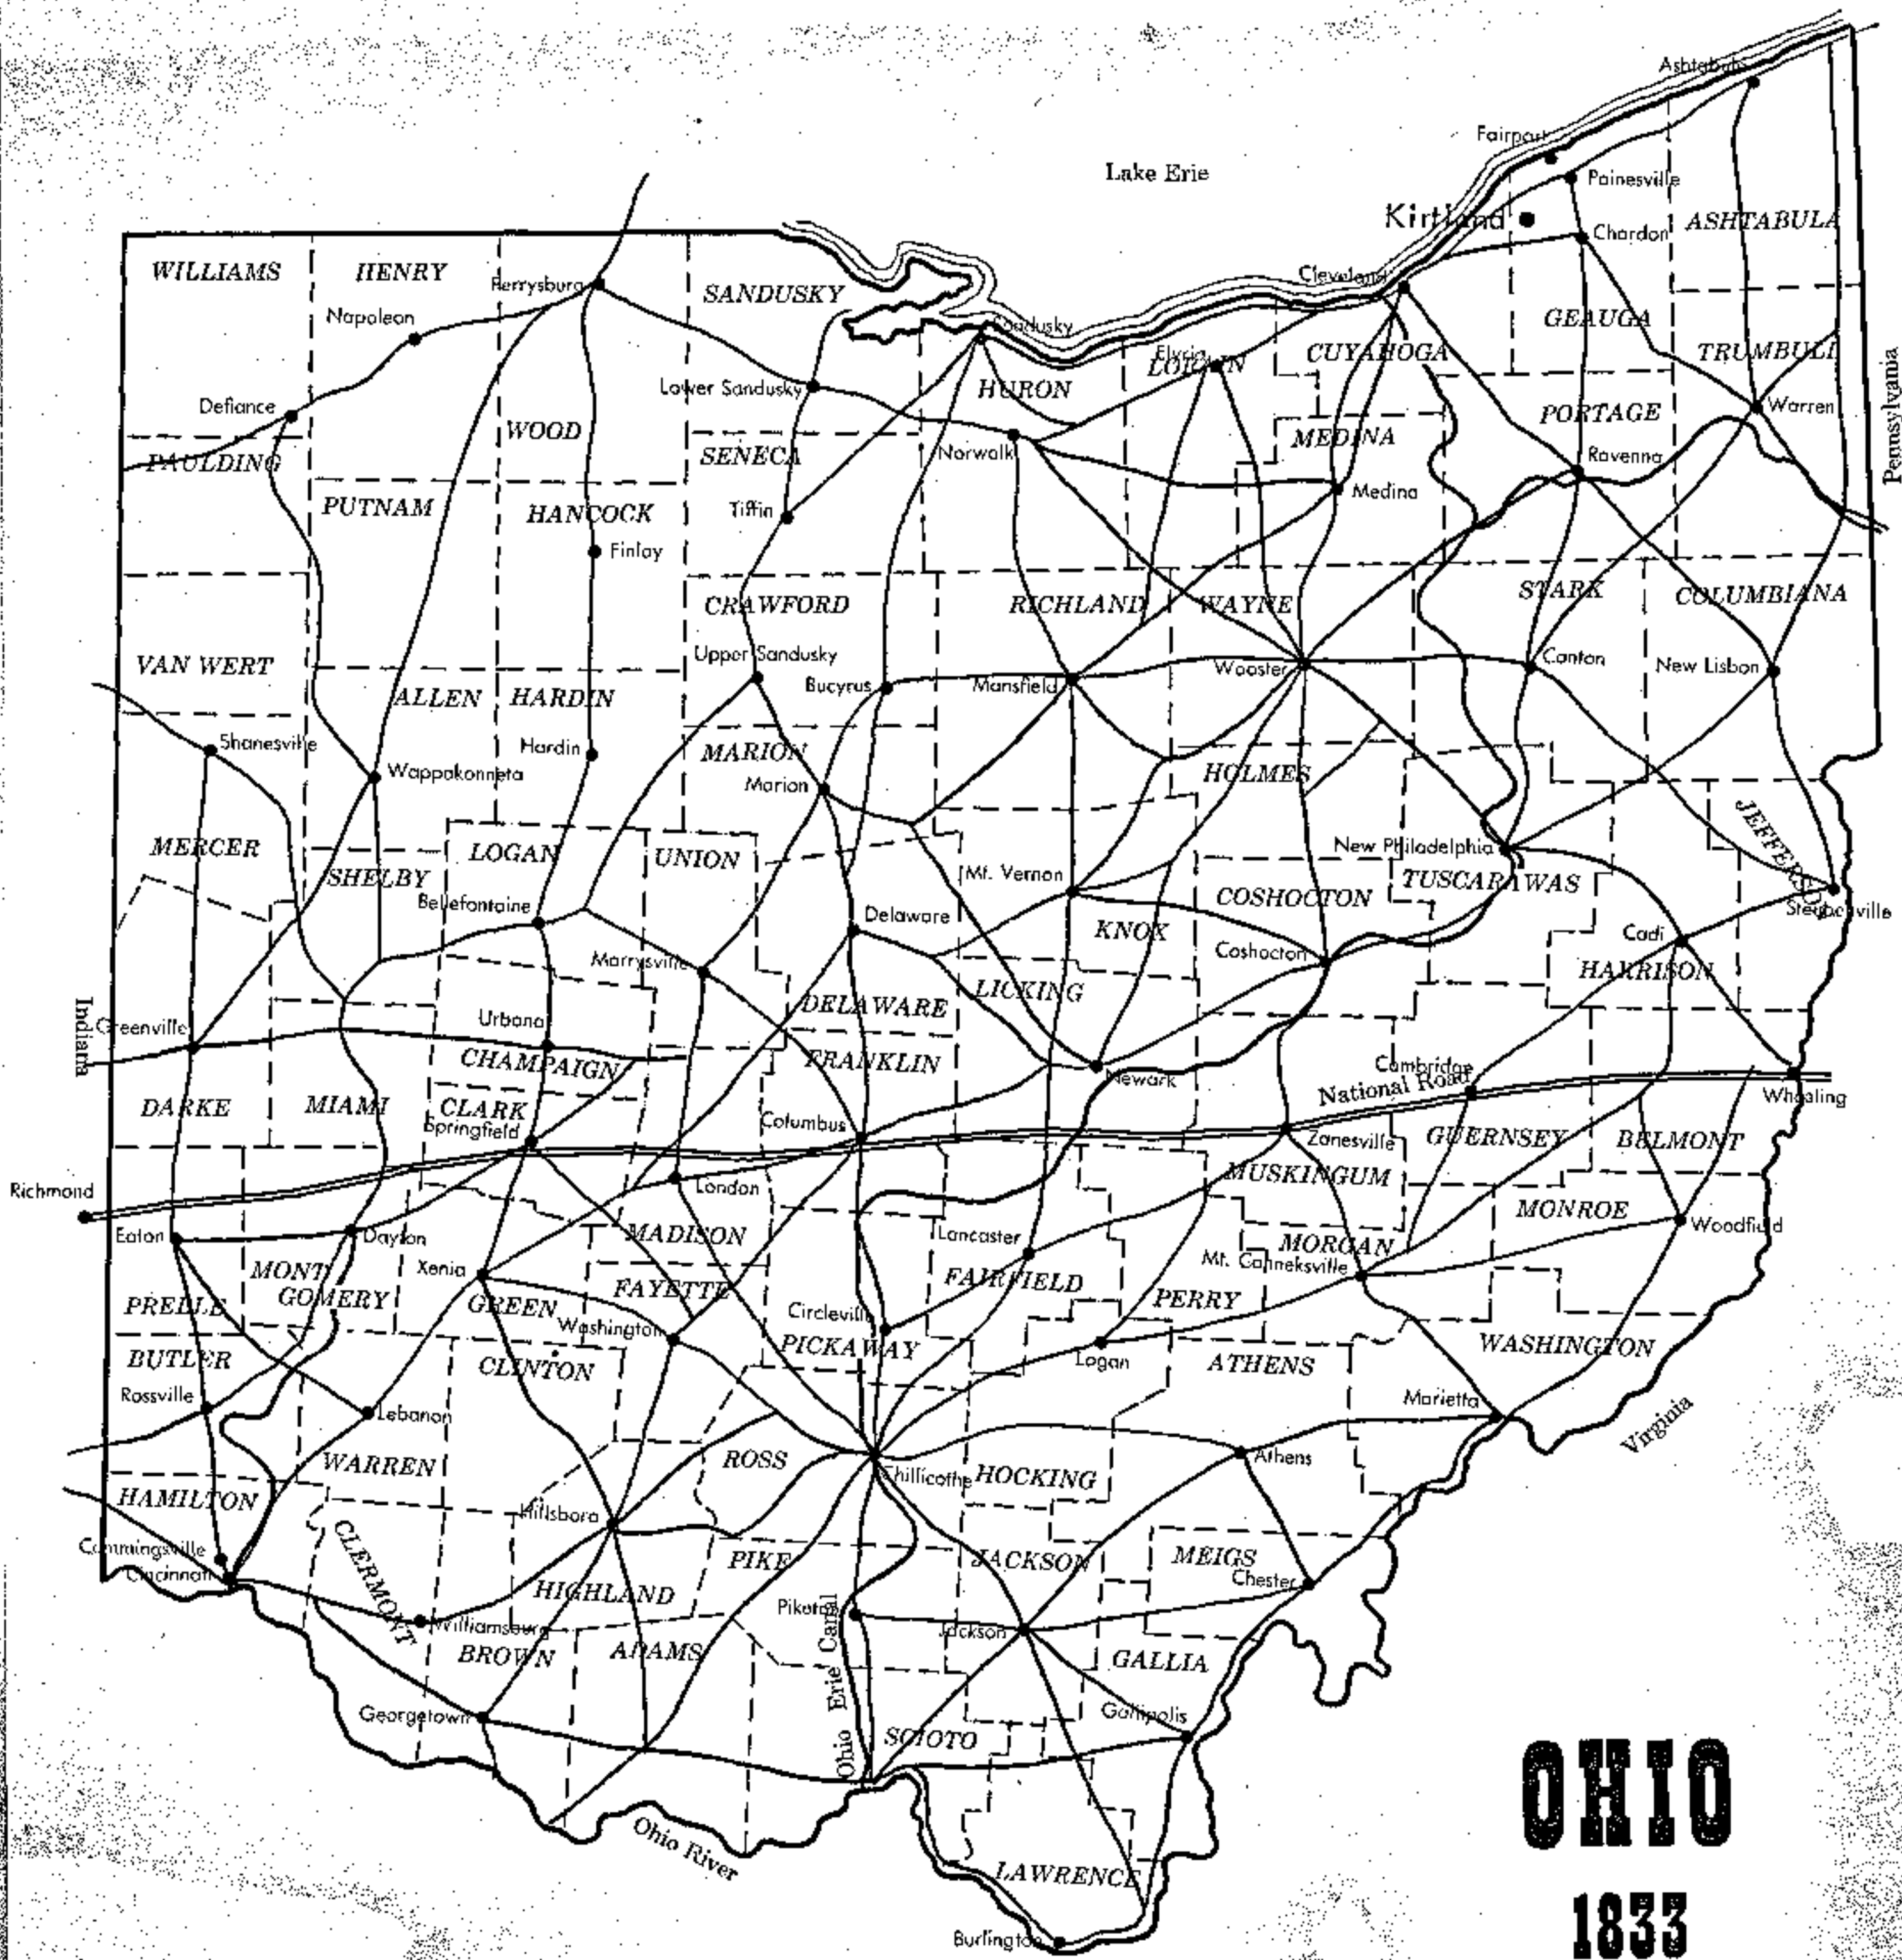 Ashtabula
Fairport
Lake Erie
Painesville
Kirtland
Chardon
ASHTABULA
WILLIAMS
HENRY
Perrysburg
SANDUSKY
Cleveland
Napoleon
Sandusky
GEAUGA
Elyria
LORAIN
CUYAHOGA
TRUMBULL
Pennsylvania
Lower Sandusky
HURON
Defiance
WOOD
PORTAGE
Warren
PAULDING
SENECA
Norwalk
MEDINA
Ravenna
PUTNAM
HANCOCK
Tiffin
Medina
Finlay
CRAWFORD
RICHLAND
WAYNE
STARK
COLUMBIANA
VAN WERT
Upper Sandusky
Bucyrus
Mansfield
Wooster
Canton
New Lisbon
ALLEN
HARDIN
Shanesville
Hardin
MARION
Wappakonneta
Marion
HOLMES
JEFFERSO
MERCER
LOGAN
UNION
New Philadelphia
SHELBY
Mt. Vernon
COSHOCTON
TUSCARAWAS
Bellefontaine
Delaware
Steubenville
KNOX
Cadi
Marrysville
Coshocton
HARRISON
LICKING
DELAWARE
Indiana
Greenville
Urbana
CHAMPAIGN
FRANKLIN
Newark
Cambridge
National Road
Wheeling
DARKE
MIAMI
CLARK
Springfield
Columbus
Zanesville
GUERNSEY
BELMONT
MUSKINGUM
Richmond
London
MONROE
Woodfield
Eaton
Dayton
MADISON
Lancaster
MORGAN
Mt. Conneksville
Xenia
MONT
GOMERY
FAYETTE
FAIRFIELD
PERRY
PREBLE
GREEN
Washington
Circleville
PICKAWAY
WASHINGTON
BUTLER
CLINTON
Logan
ATHENS
Rossville
Lebanon
Marietta
Virginia
WARREN
ROSS
Athens
Chillicothe
HOCKING
HAMILTON
Hillsboro
Cummingsville
Cincinnati
CLERMONT
PIKE
JACKSON
MEIGS
Chester
HIGHLAND
Piketon
Williamsburg
Jackson
BROWN
ADAMS
GALLIA
Ohio Erie Canal
Georgetown
Gallipolis
SCIOTO
OHIO
Ohio River
LAWRENCE
1833
Burlington